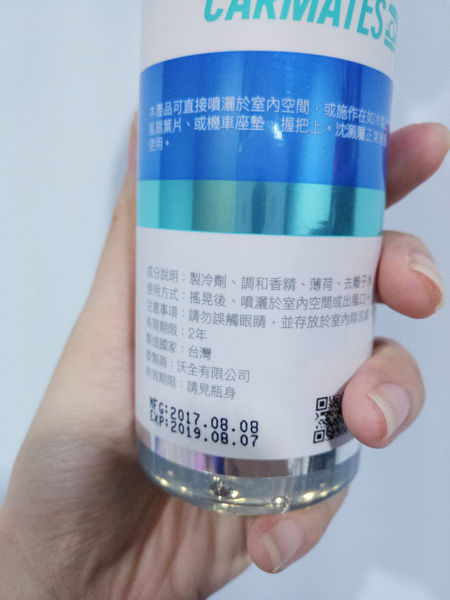 CARMATES
本產品可直接噴灑於室內空間，或施作在如冷氣
風扇葉片、或機車座墊、握把上。沈澱屬正常
使用。
成分說明：製冷劑、調和香精、薄荷、去離子水
使用方式：搖晃後、噴灑於室內空間或出風口。
注意事項：請勿誤觸眼睛，並存放於室內陰涼處
有限期限：2年
製造國家：台灣
委製商：沃全有限公司
有效期限：請見瓶身
MFG:2017.08.08
EXP:2019.08.07